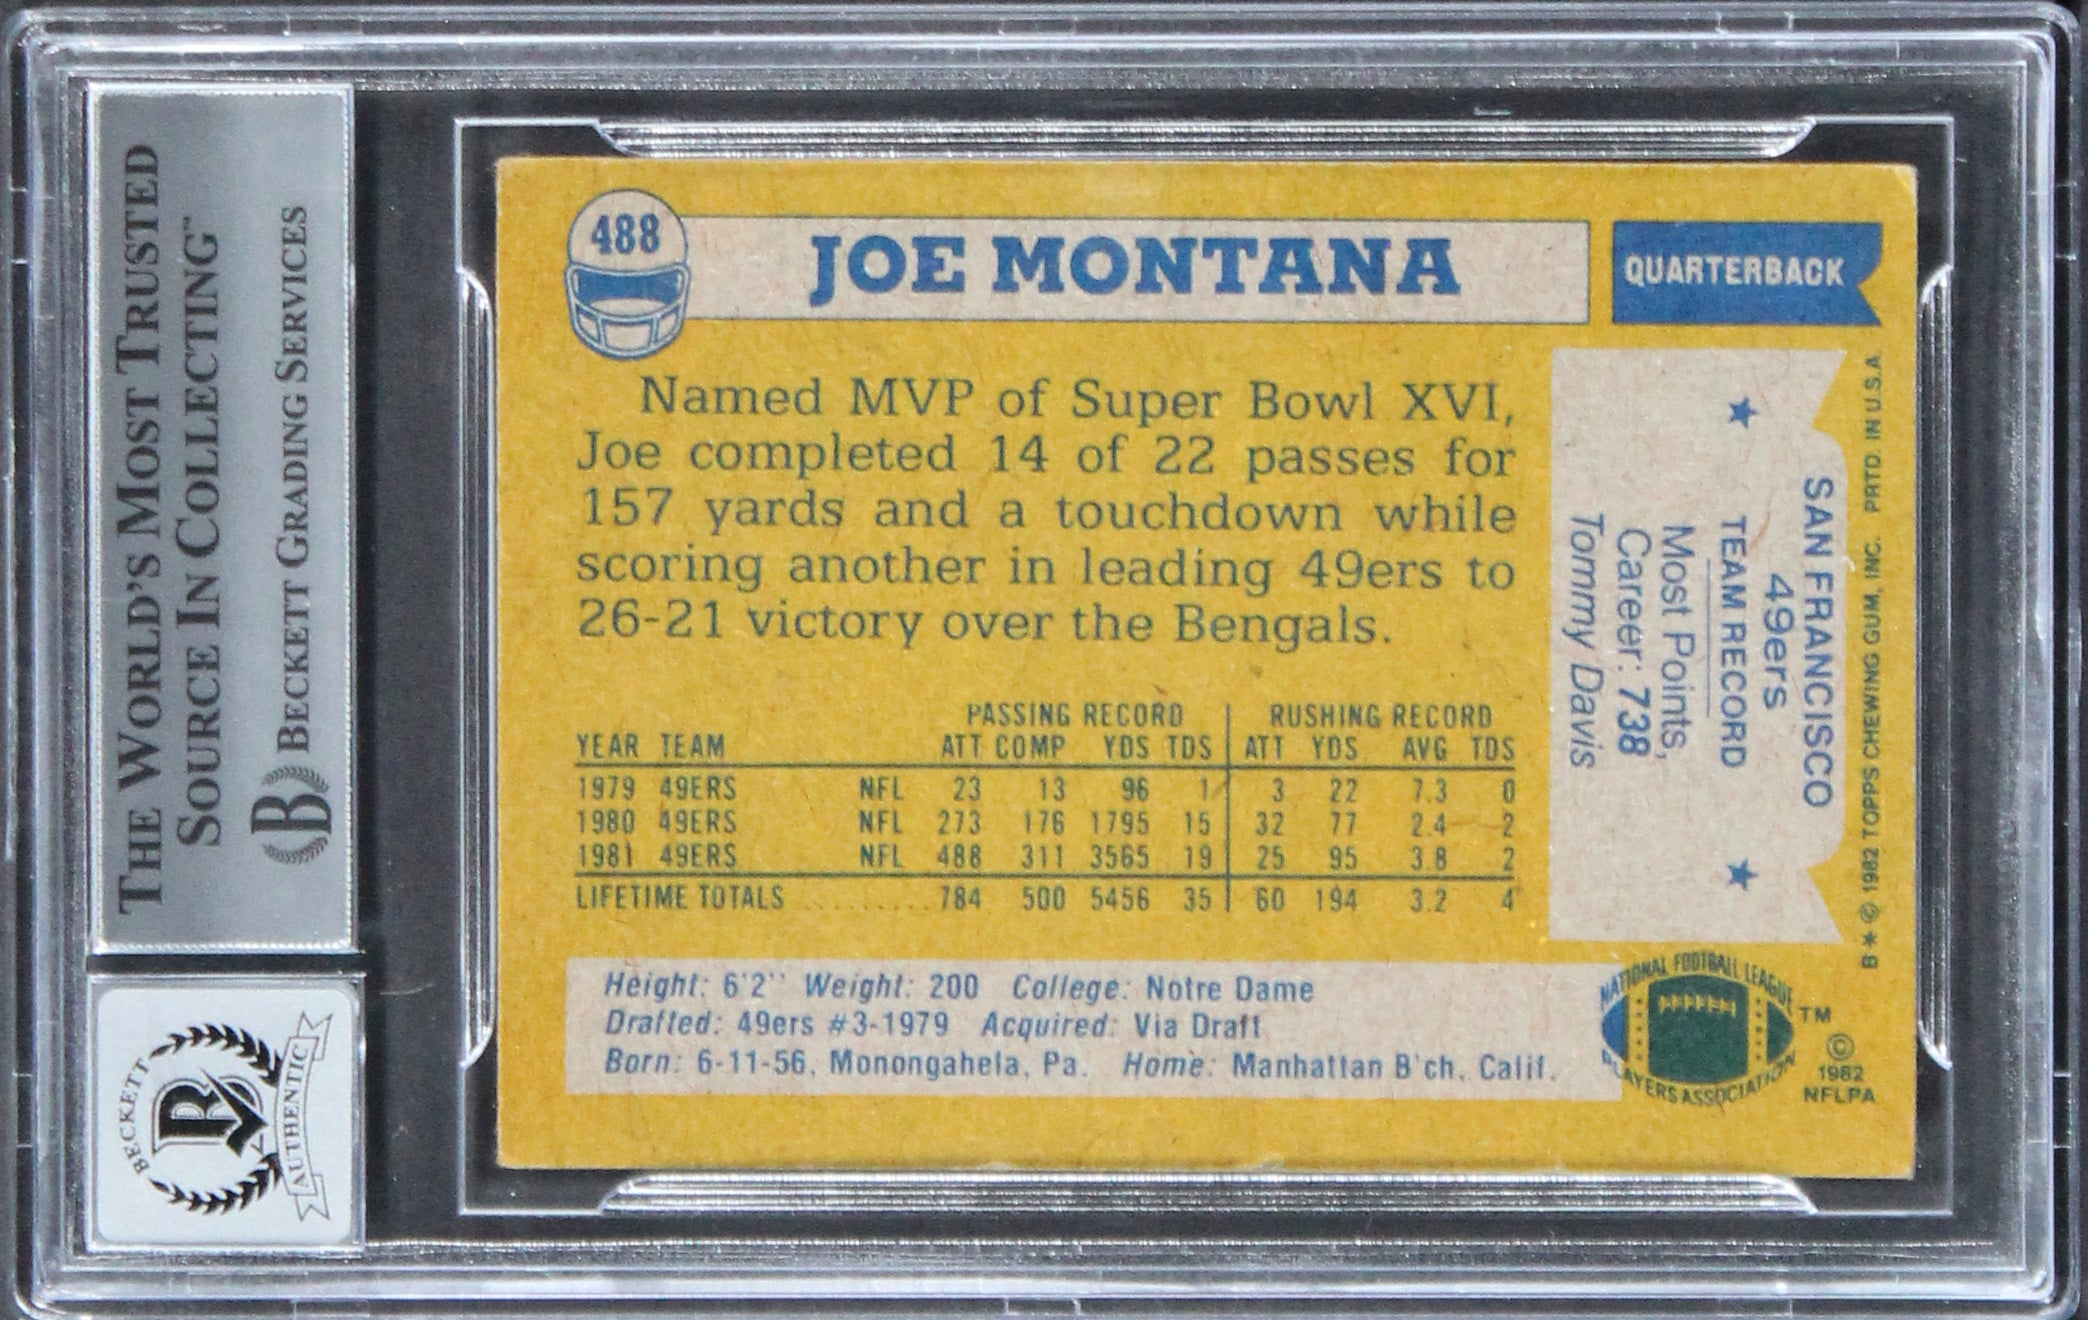 THE WORLD'S MOST TRUSTED
SOURCE IN COLLECTING™
BECKETT GRADING SERVICES
BECKETT
AUTHENTIC
488
JOE MONTANA
QUARTERBACK
Named MVP of Super Bowl XVI,
Joe completed 14 of 22 passes for
157 yards and a touchdown while
scoring another in leading 49ers to
26-21 victory over the Bengals.
PASSING RECORD RUSHING RECORD
YEAR TEAM ATT COMP YDS TDS ATT YDS AVG TDS
1979 49ERS NFL 23 13 96 1 3 22 7.3 0
1980 49ERS NFL 273 176 1795 15 32 77 2.4 2
1981 49ERS NFL 488 311 3565 19 25 95 3.8 2
LIFETIME TOTALS .......... 784 500 5456 35 60 194 3.2 4
Height: 6'2'' Weight: 200 College: Notre Dame
Drafted: 49ers #3-1979 Acquired: Via Draft
Born: 6-11-56, Monongahela, Pa. Home: Manhattan B'ch, Calif.
SAN FRANCISCO
49ers
TEAM RECORD
Most Points,
Career: 738
Tommy Davis
B * © 1982 TOPPS CHEWING GUM, INC. PRTD. IN U.S.A
NATIONAL FOOTBALL LEAGUE
PLAYERS ASSOCIATION
TM
©
1982
NFLPA